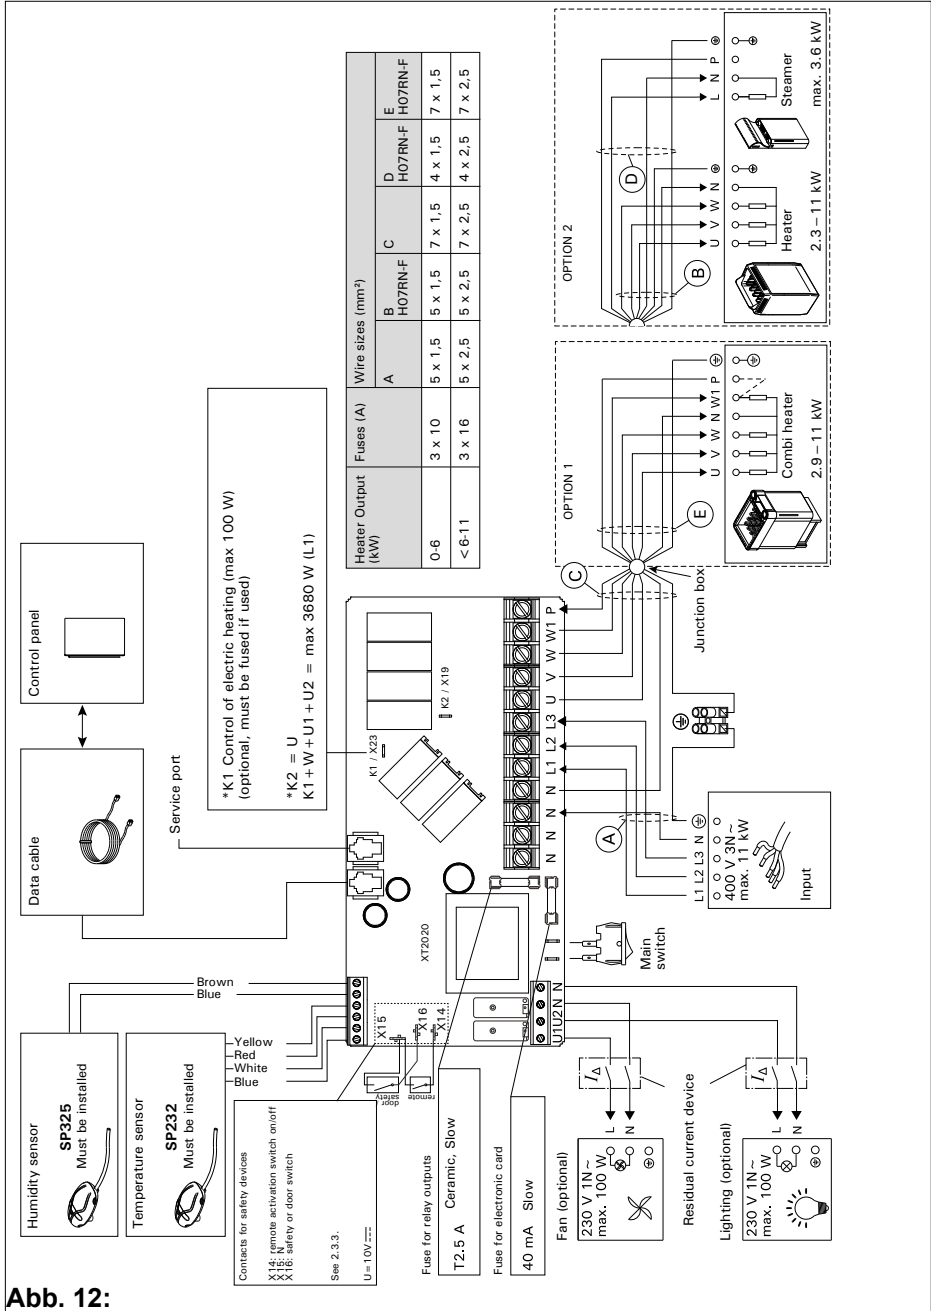 Humidity sensor
SP325
Must be installed
Temperature sensor
SP232
Must be installed
Brown
Blue
Yellow
Red
White
Blue
Data cable
Control panel
Service port
*K1 Control of electric heating (max 100 W)
(optional, must be fused if used)
*K2 = U
K1+W+U1+U2 = max 3680 W (L1)
Heater Output (kW)
Fuses (A)
Wire sizes (mm²)
A
B H07RN-F
C
D H07RN-F
E H07RN-F
0-6
3 x 10
5 x 1,5
5 x 1,5
7 x 1,5
4 x 1,5
7 x 1,5
<6-11
3 x 16
5 x 2,5
5 x 2,5
7 x 2,5
4 x 2,5
7 x 2,5
Contacts for safety devices
X14: remote activation switch on/off
X15: N
X16: safety or door switch
See 2.3.3.
U=10V
door
safety
remote
X15
X16
X14
XT2020
K1 / X23
K2 / X19
U1 U2 N N
N N N N L1 L2 L3 U V W W1 P
Fuse for relay outputs
T2.5 A Ceramic, Slow
Fuse for electronic card
40 mA Slow
Main
switch
Fan (optional)
230 V 1N~
max. 100 W
L
N
IΔ
Residual current device
Lighting (optional)
230 V 1N~
max. 100 W
L
N
IΔ
L1 L2 L3 N
400 V 3N~
max. 11 kW
Input
A
C
Junction box
OPTION 1
E
U V W N W1 P
Combi heater
2.9 – 11 kW
OPTION 2
B
D
U V W N
Heater
2.3 – 11 kW
L N P
Steamer
max. 3.6 kW
Abb. 12: